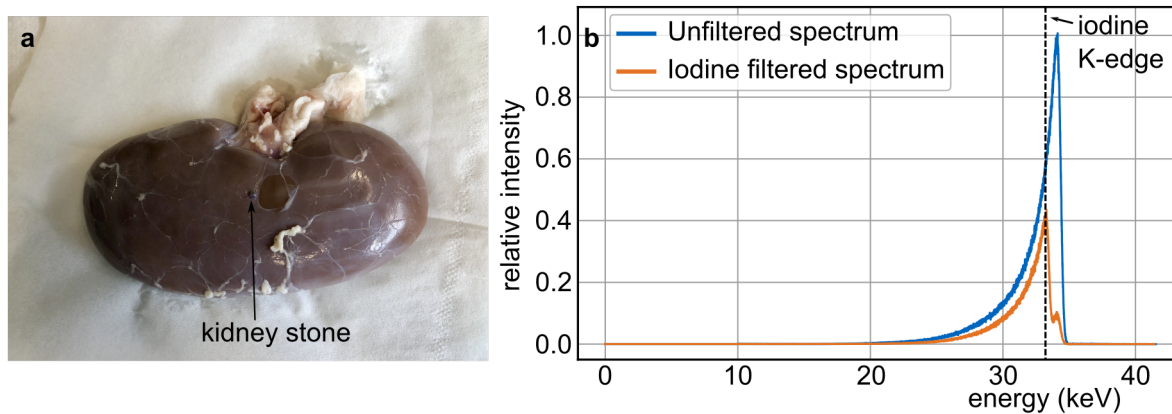 a
kidney stone
b
Unfiltered spectrum
Iodine filtered spectrum
iodine
K-edge
relative intensity
1.0
0.8
0.6
0.4
0.2
0.0
0
10
20
30
40
energy (keV)